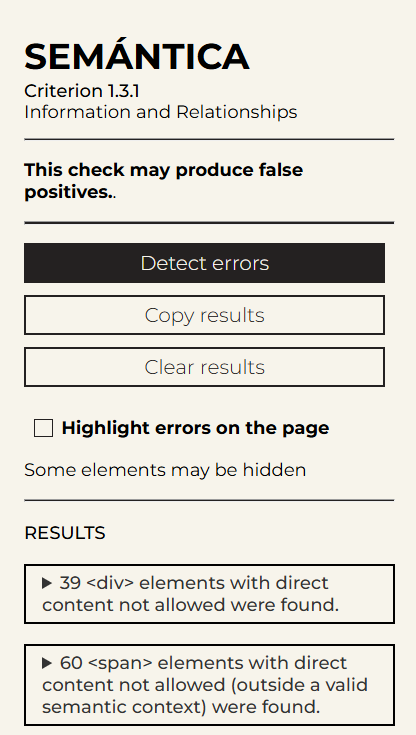 SEMÁNTICA
Criterion 1.3.1
Information and Relationships
This check may produce false
positives..
Detect errors
Copy results
Clear results
Highlight errors on the page
Some elements may be hidden
RESULTS
39 <div> elements with direct
content not allowed were found.
60 <span> elements with direct
content not allowed (outside a valid
semantic context) were found.